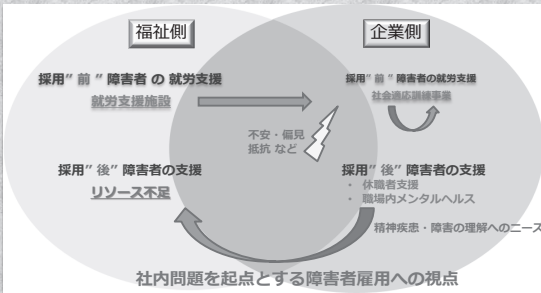 福祉側
企業側
採用” 前 ” 障害者 の 就労支援
就労支援施設
採用” 前 ” 障害者の就労支援
社会適応訓練事業
不安・偏見
抵抗 など
採用” 後” 障害者の支援
リソース不足
採用” 後” 障害者の支援
・ 休職者支援
・ 職場内メンタルヘルス
精神疾患・障害の理解へのニーズ
社内問題を起点とする障害者雇用への視点